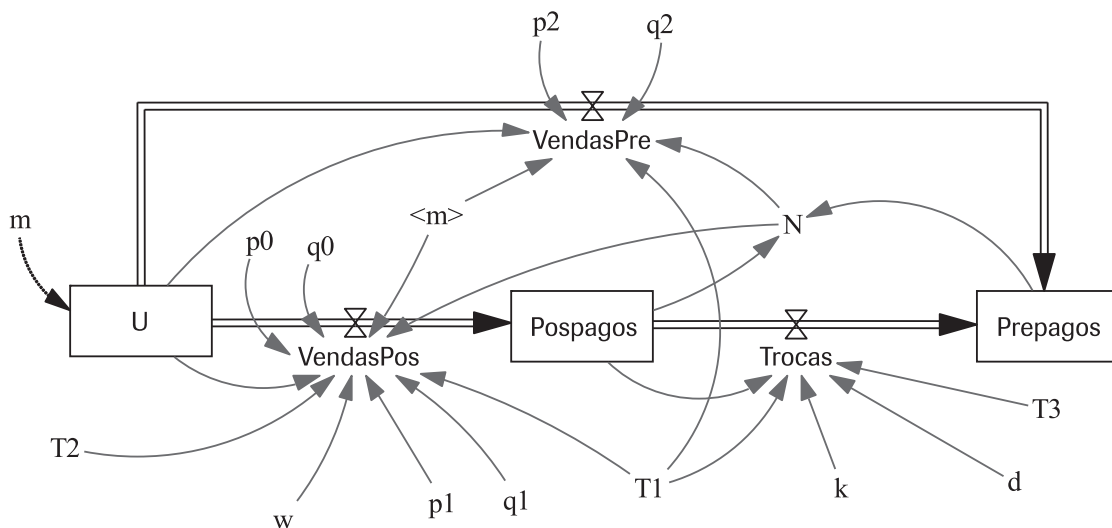 p2
q2
VendasPre
m
<m>
N
p0
q0
U
Pospagos
Prepagos
VendasPos
Trocas
T2
T3
w
p1
q1
T1
k
d